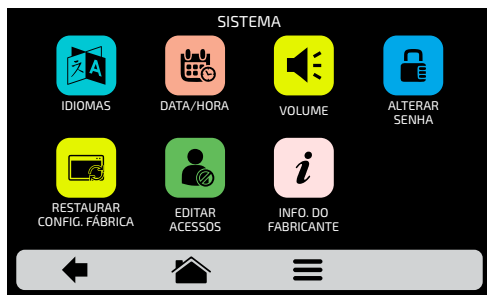 SISTEMA
IDIOMAS
DATA/HORA
VOLUME
ALTERAR
SENHA
RESTAURAR
CONFIG. FÁBRICA
EDITAR
ACESSOS
INFO. DO
FABRICANTE